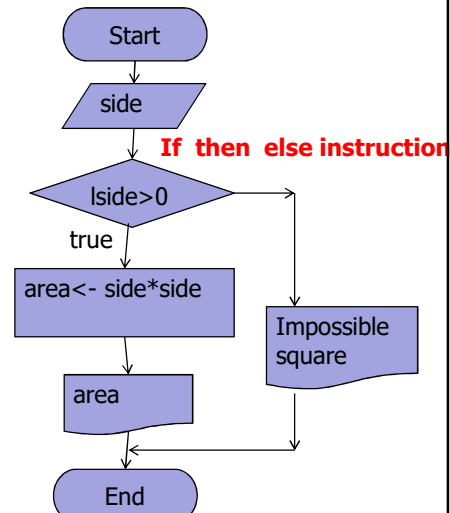 Start
side
If then else instruction
lside>0
true
area<- side*side
Impossible
square
area
End